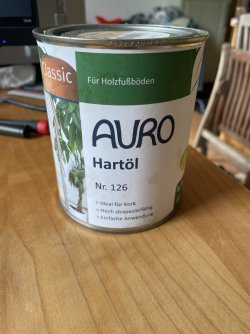 Classic
Für Holzfußböden
AURO
Hartöl
Nr. 126
> Ideal für Kork
> Hoch strapazierfähig
> Einfache Anwendung